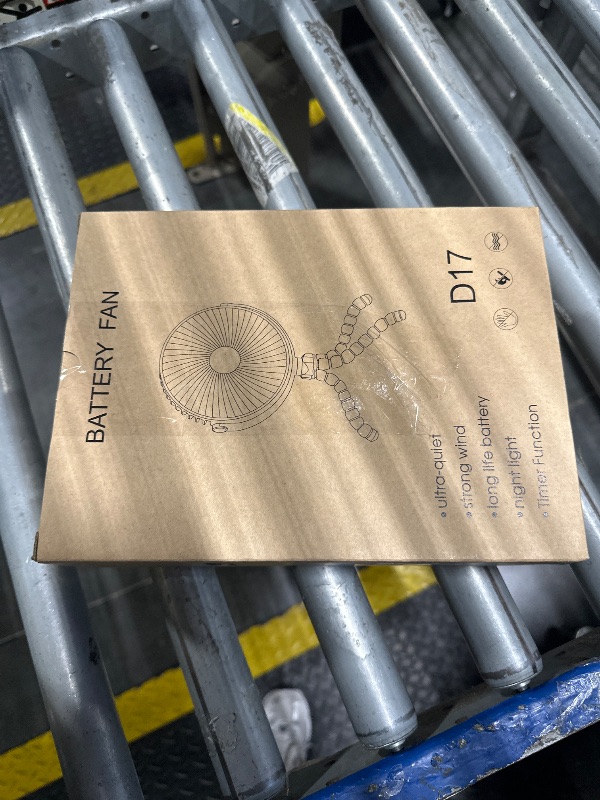 BATTERY FAN
D17
• ultra-quiet
• strong wind
• long life battery
• night light
• Timer Function